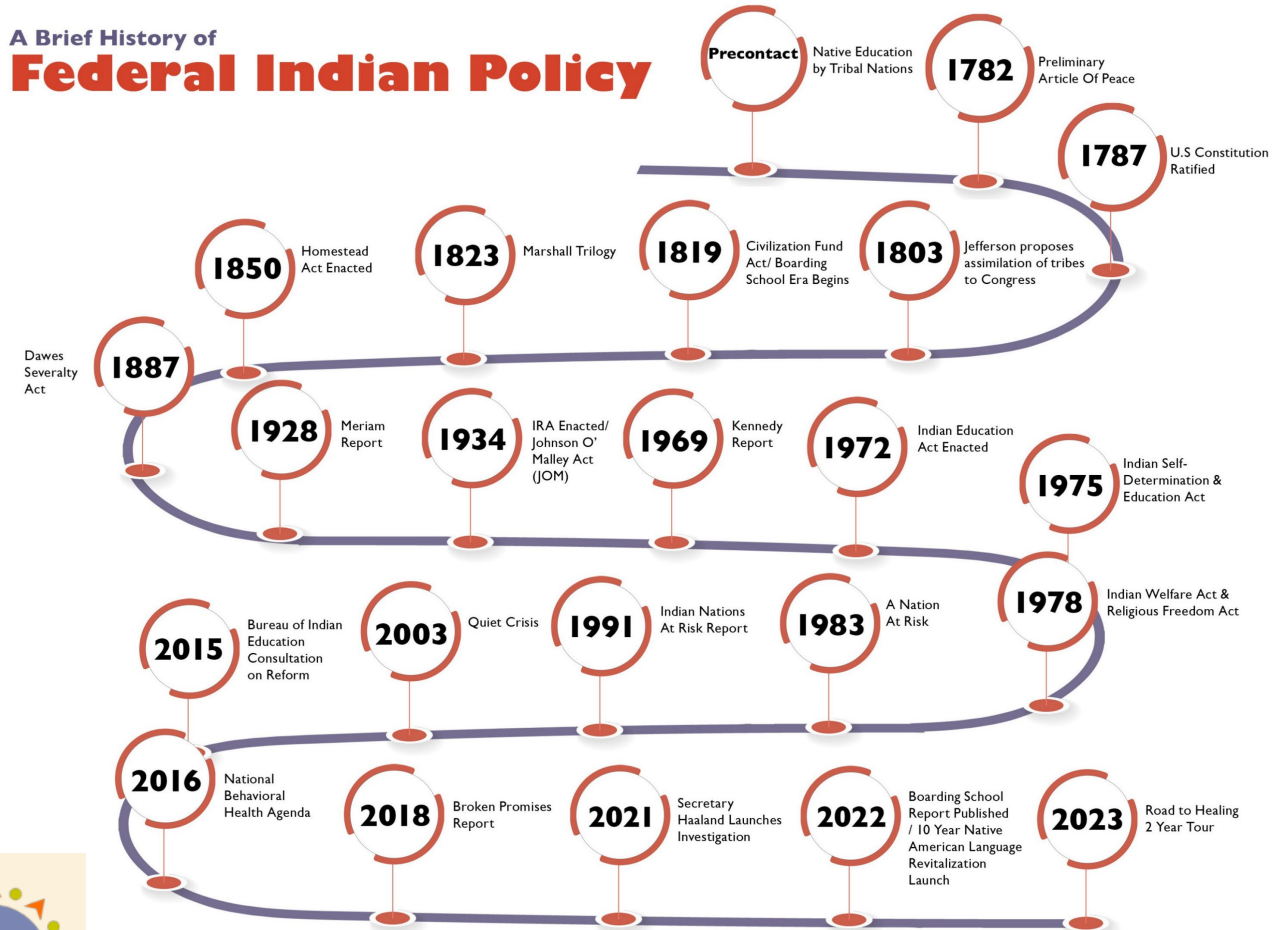 A Brief History of
Federal Indian Policy
Precontact
Native Education
by Tribal Nations
1782
Preliminary
Article Of Peace
1787
U.S Constitution
Ratified
1803
Jefferson proposes
assimilation of tribes
to Congress
1819
Civilization Fund
Act/ Boarding
School Era Begins
1823
Marshall Trilogy
1850
Homestead
Act Enacted
1887
Dawes
Severalty
Act
1928
Meriam
Report
1934
IRA Enacted/
Johnson O'
Malley Act
(JOM)
1969
Kennedy
Report
1972
Indian Education
Act Enacted
1975
Indian Self-
Determination &
Education Act
1978
Indian Welfare Act &
Religious Freedom Act
1983
A Nation
At Risk
1991
Indian Nations
At Risk Report
2003
Quiet Crisis
2015
Bureau of Indian
Education
Consultation
on Reform
2016
National
Behavioral
Health Agenda
2018
Broken Promises
Report
2021
Secretary
Haaland Launches
Investigation
2022
Boarding School
Report Published
/ 10 Year Native
American Language
Revitalization
Launch
2023
Road to Healing
2 Year Tour